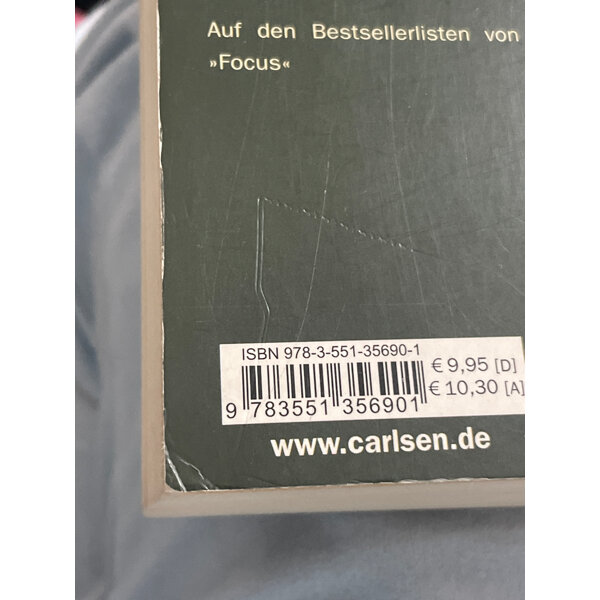 Auf den Bestsellerlisten von
»Focus«
ISBN 978-3-551-35690-1
€ 9,95 [D]
€ 10,30 [A]
9 783551 356901
www.carlsen.de